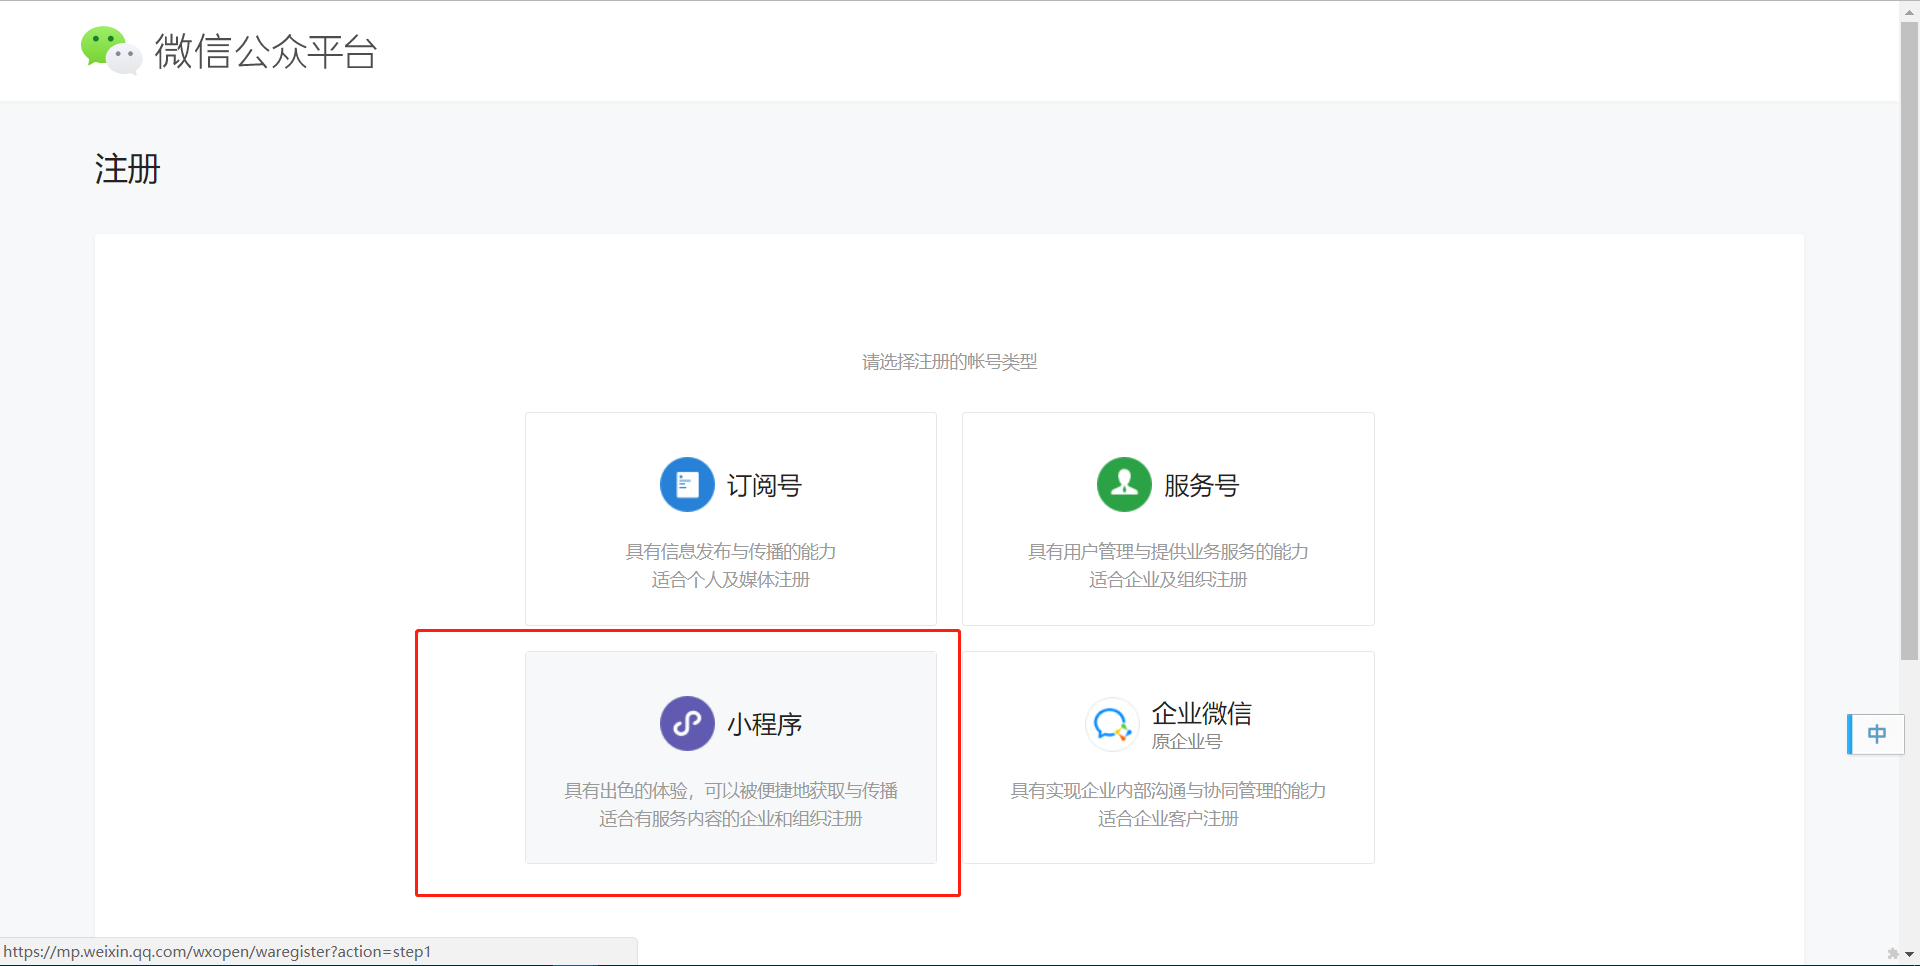 微信公众平台
注册
请选择注册的帐号类型
订阅号
具有信息发布与传播的能力
适合个人及媒体注册
服务号
具有用户管理与提供业务服务的能力
适合企业及组织注册
小程序
具有出色的体验，可以被便捷地获取与传播
适合有服务内容的企业和组织注册
企业微信
原企业号
具有实现企业内部沟通与协同管理的能力
适合企业客户注册
中
https://mp.weixin.qq.com/wxopen/waregister?action=step1